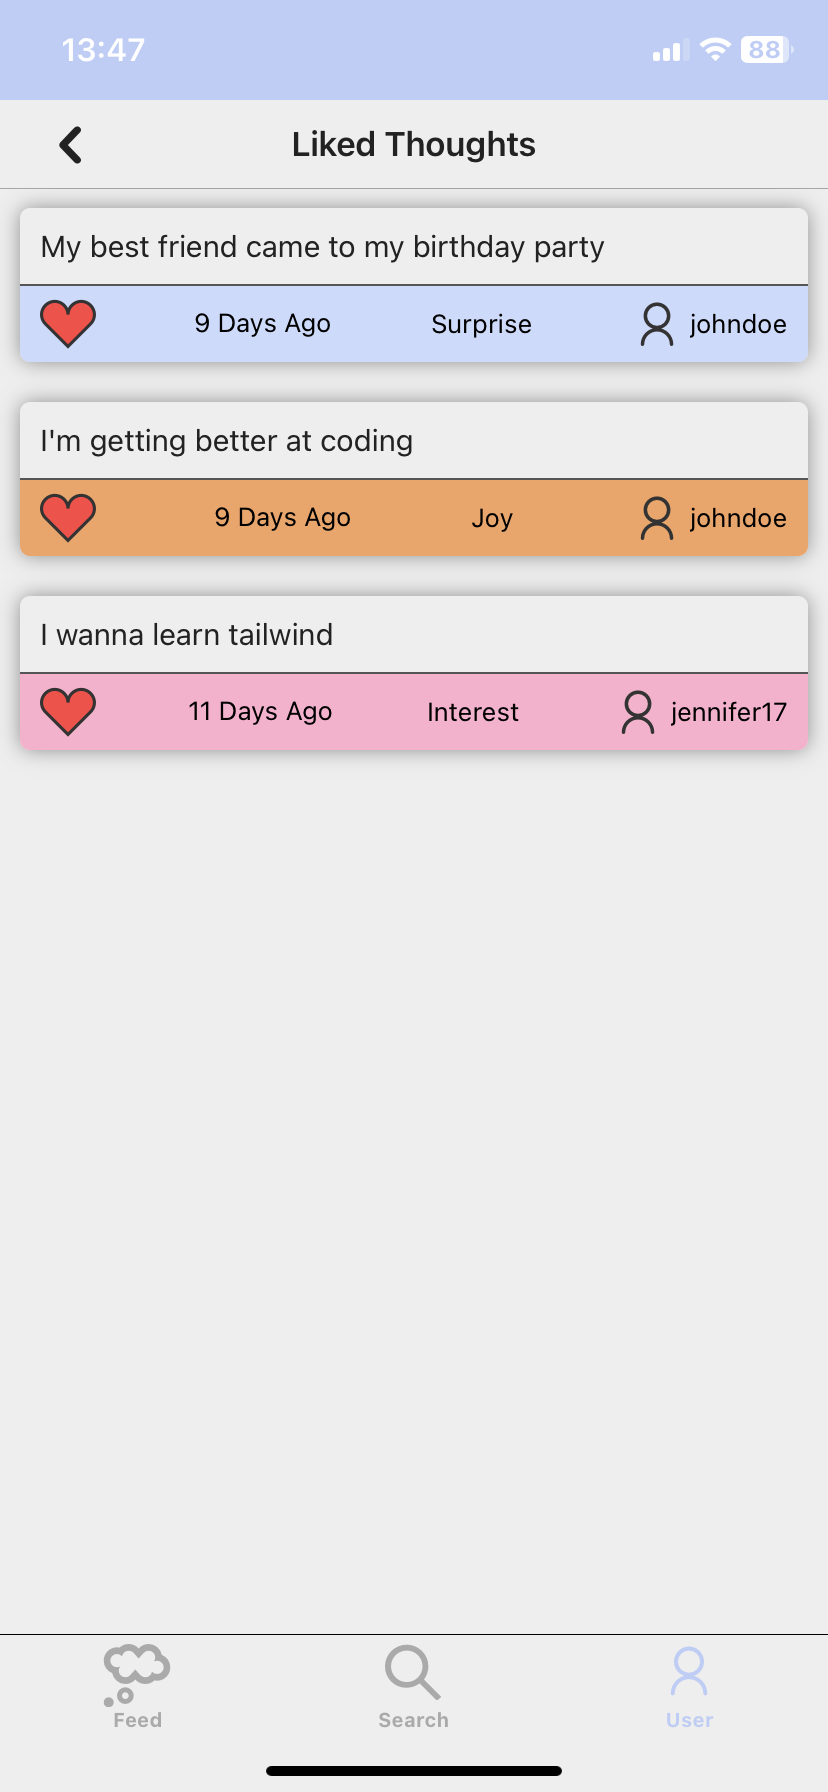 13:47
88
Liked Thoughts
My best friend came to my birthday party
9 Days Ago Surprise johndoe
I'm getting better at coding
9 Days Ago Joy johndoe
I wanna learn tailwind
11 Days Ago Interest jennifer17
Feed Search User